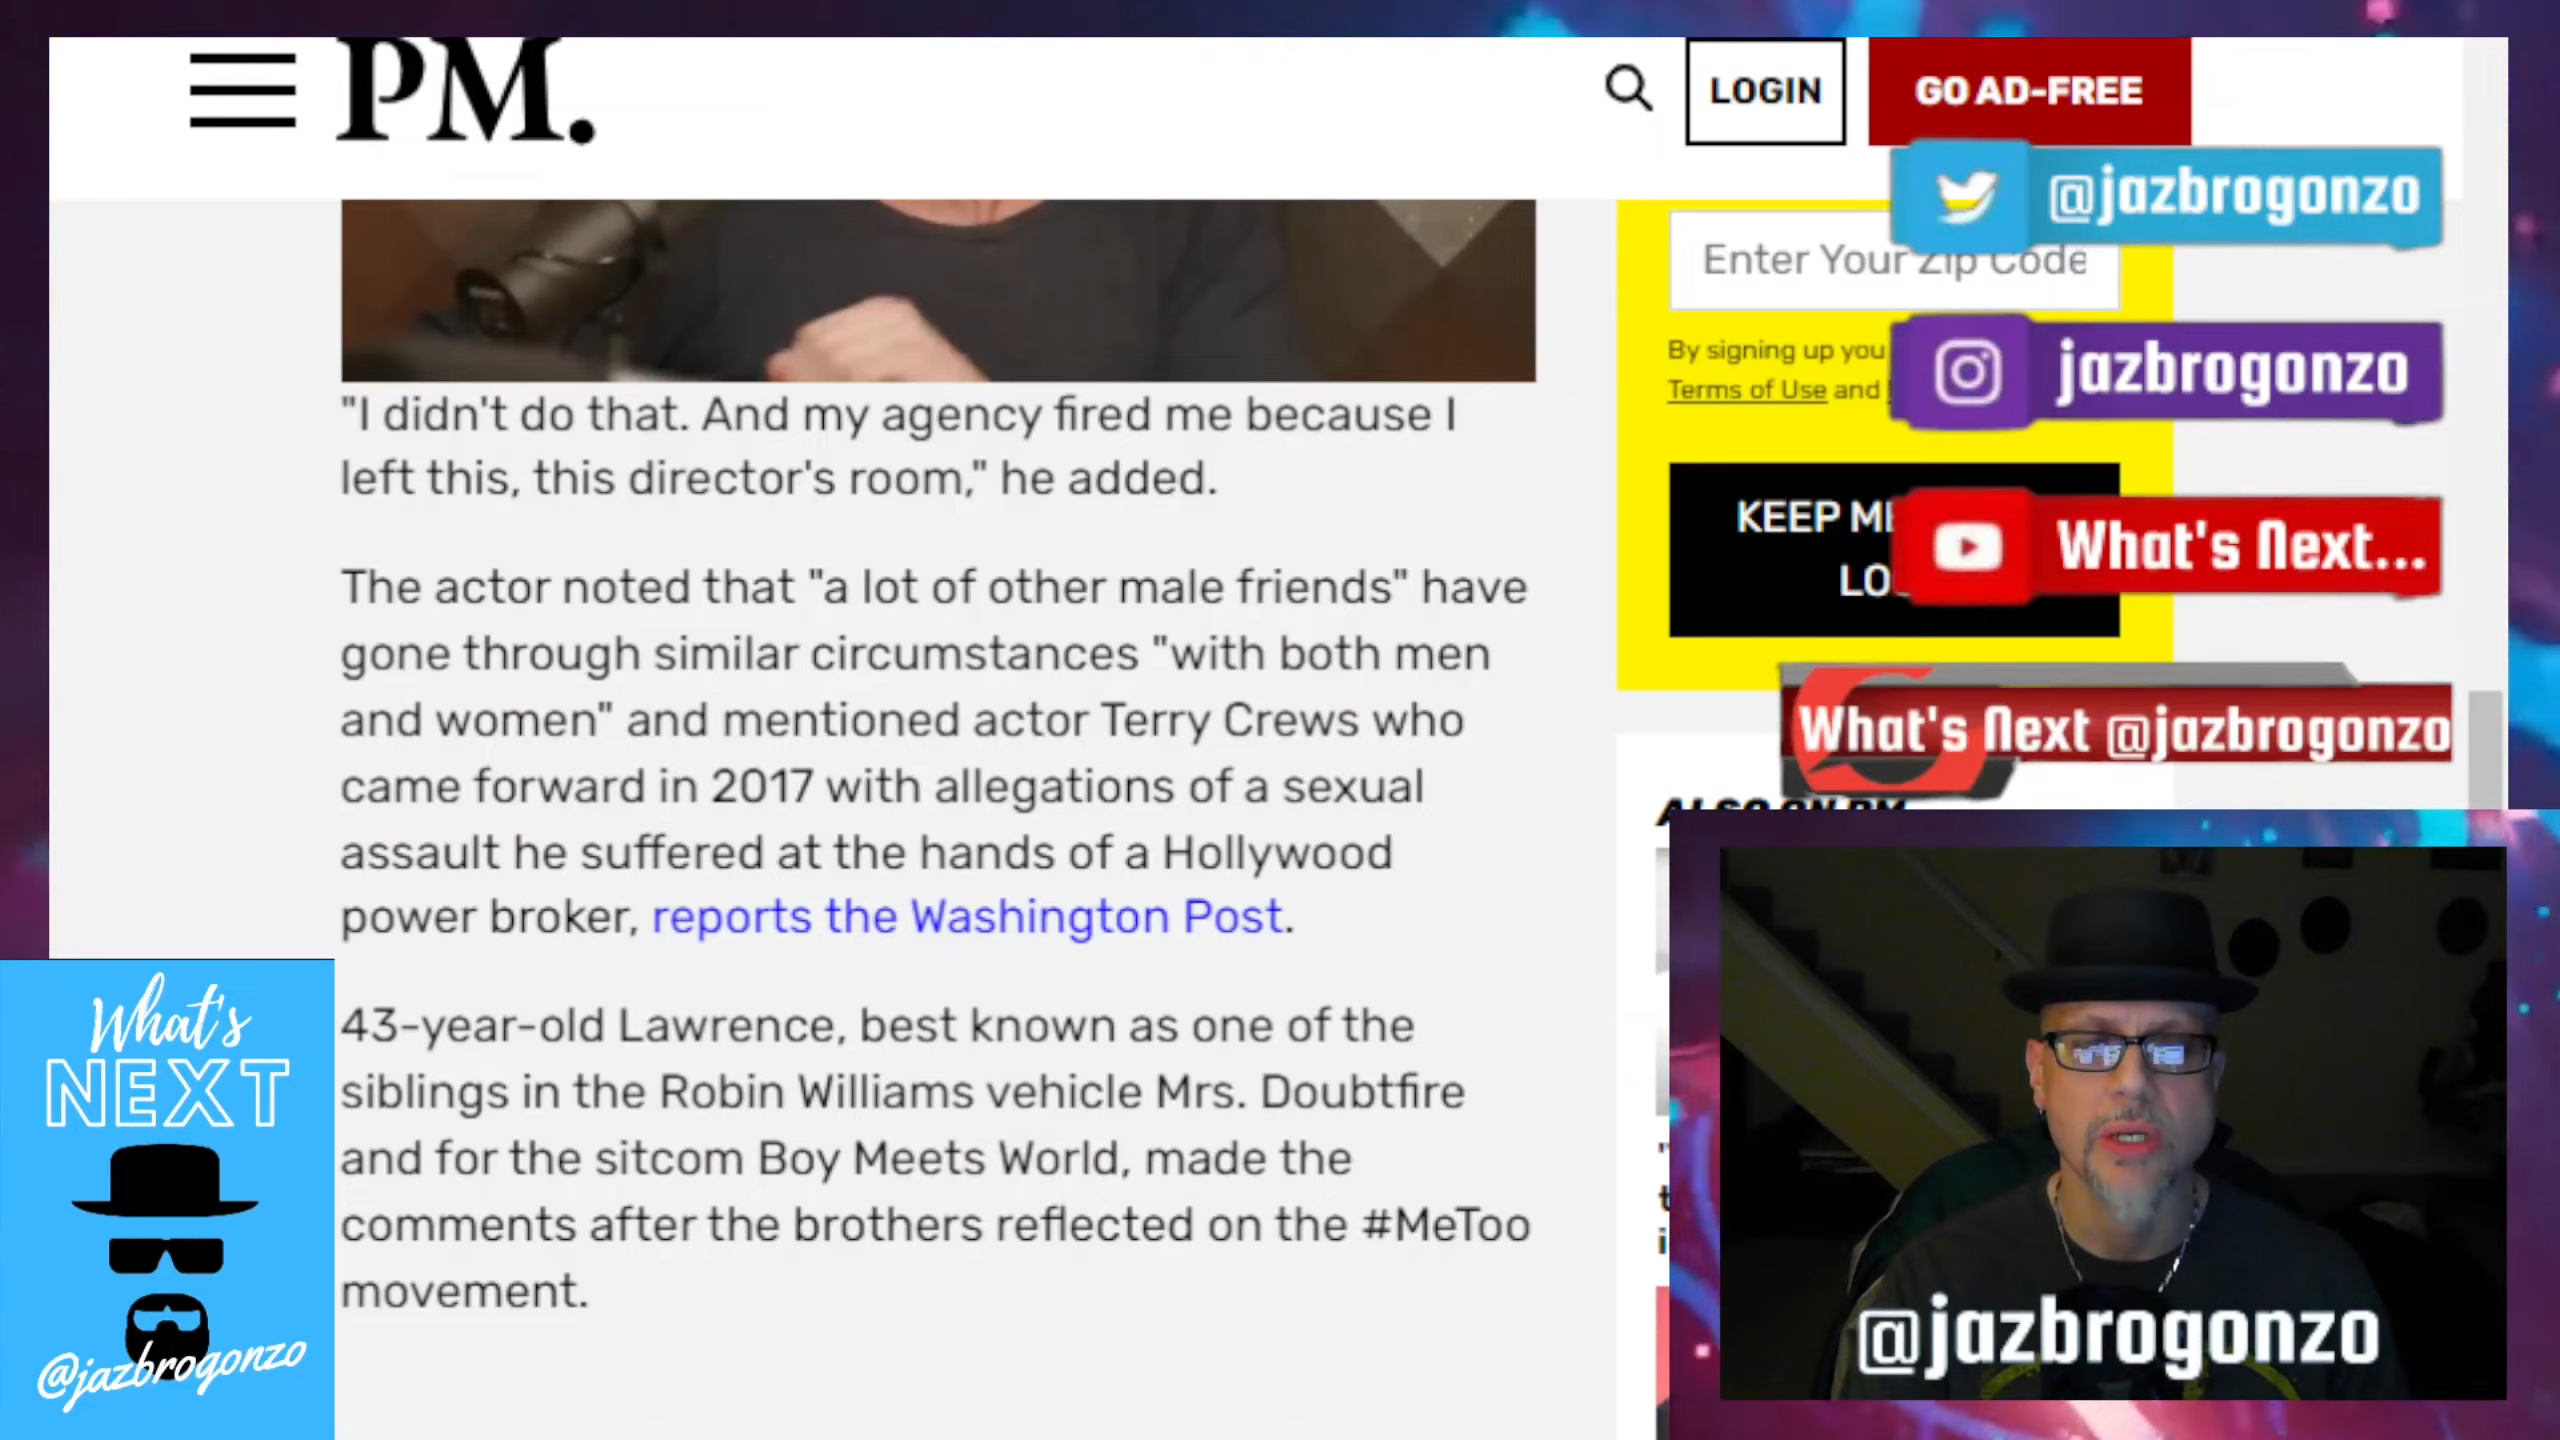 PM.
LOGIN
GO AD-FREE
@jazbrogonzo
Enter Your Zip Code
By signing up you
Terms of Use and
jazbrogonzo
KEEP ME
LO
What's Next...
What's Next @jazbrogonzo
ALSO ON PM
"I didn't do that. And my agency fired me because I
left this, this director's room," he added.
The actor noted that "a lot of other male friends" have
gone through similar circumstances "with both men
and women" and mentioned actor Terry Crews who
came forward in 2017 with allegations of a sexual
assault he suffered at the hands of a Hollywood
power broker, reports the Washington Post.
43-year-old Lawrence, best known as one of the
siblings in the Robin Williams vehicle Mrs. Doubtfire
and for the sitcom Boy Meets World, made the
comments after the brothers reflected on the #MeToo
movement.
What's
NEXT
@jazbrogonzo
@jazbrogonzo